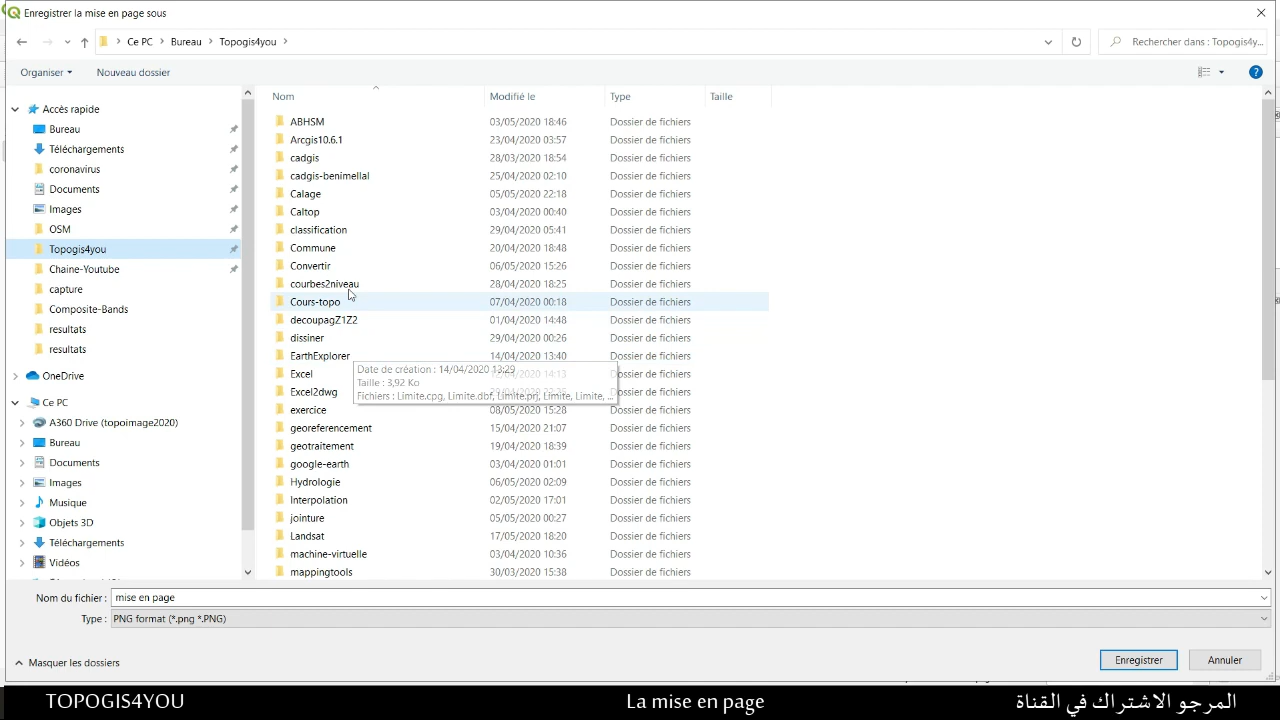 Enregistrer la mise en page sous
Ce PC > Bureau > Topogis4you >
Rechercher dans : Topogis4y...
Organiser
Nouveau dossier
Accès rapide
Bureau
Téléchargements
coronavirus
Documents
Images
OSM
Topogis4you
Chaine-Youtube
capture
Composite-Bands
resultats
resultats
OneDrive
Ce PC
A360 Drive (topoimage2020)
Bureau
Documents
Images
Musique
Objets 3D
Téléchargements
Vidéos
Nom Modifié le Type Taille
ABHSM 03/05/2020 18:46 Dossier de fichiers
Arcgis10.6.1 23/04/2020 03:57 Dossier de fichiers
cadgis 28/03/2020 18:54 Dossier de fichiers
cadgis-benimellal 25/04/2020 02:10 Dossier de fichiers
Calage 05/05/2020 22:18 Dossier de fichiers
Caltop 03/04/2020 00:40 Dossier de fichiers
classification 29/04/2020 05:41 Dossier de fichiers
Commune 20/04/2020 18:48 Dossier de fichiers
Convertir 06/05/2020 15:26 Dossier de fichiers
courbes2niveau 28/04/2020 18:25 Dossier de fichiers
Cours-topo 07/04/2020 00:18 Dossier de fichiers
decoupagZ1Z2 01/04/2020 14:48 Dossier de fichiers
dissiner 29/04/2020 00:26 Dossier de fichiers
EarthExplorer 14/04/2020 13:40 Dossier de fichiers
Date de création : 14/04/2020 13:29
Excel 14:13 Dossier de fichiers
Taille : 3,92 Ko
Excel2dwg Dossier de fichiers
Fichiers : Limite.cpg, Limite.dbf, Limite.prj, Limite, Limite, ...
exercice 08/05/2020 15:28 Dossier de fichiers
georeferencement 15/04/2020 21:07 Dossier de fichiers
geotraitement 19/04/2020 18:39 Dossier de fichiers
google-earth 03/04/2020 01:01 Dossier de fichiers
Hydrologie 06/05/2020 02:09 Dossier de fichiers
Interpolation 02/05/2020 17:01 Dossier de fichiers
jointure 05/05/2020 00:27 Dossier de fichiers
Landsat 17/05/2020 18:20 Dossier de fichiers
machine-virtuelle 03/04/2020 10:36 Dossier de fichiers
mappingtools 30/03/2020 15:38 Dossier de fichiers
Nom du fichier : mise en page
Type : PNG format (*.png *.PNG)
Masquer les dossiers
Enregistrer
Annuler
TOPOGIS4YOU
La mise en page
المرجو الاشتراك في القناة